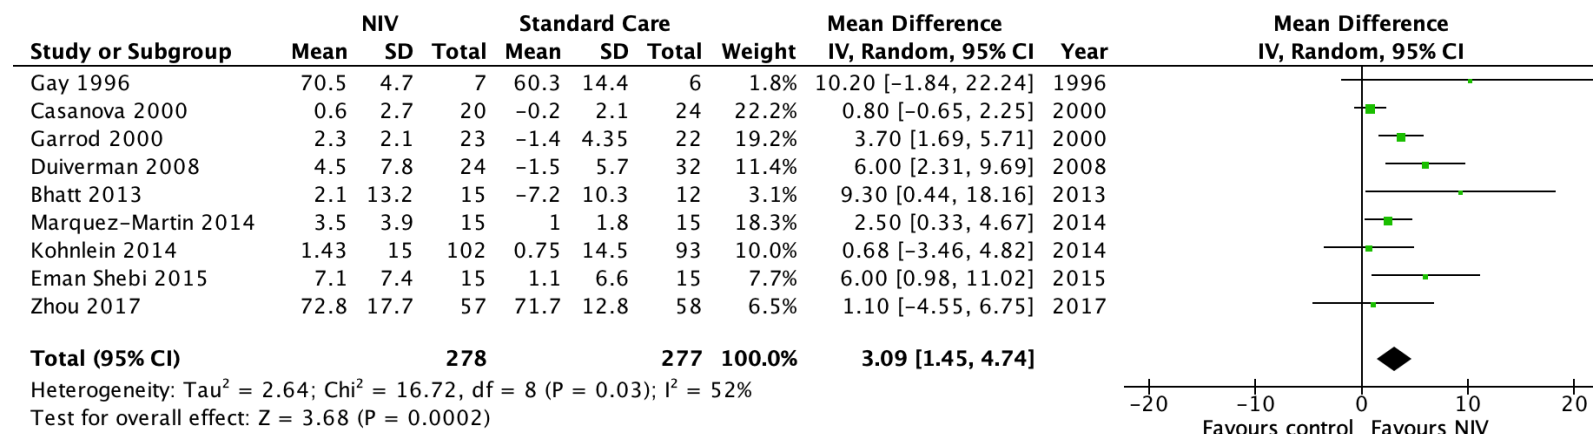 NIV Standard Care Mean Difference Mean Difference
Study or Subgroup Mean SD Total Mean SD Total Weight IV, Random, 95% CI Year IV, Random, 95% CI
Gay 1996 70.5 4.7 7 60.3 14.4 6 1.8% 10.20 [−1.84, 22.24] 1996
Casanova 2000 0.6 2.7 20 −0.2 2.1 24 22.2% 0.80 [−0.65, 2.25] 2000
Garrod 2000 2.3 2.1 23 −1.4 4.35 22 19.2% 3.70 [1.69, 5.71] 2000
Duiverman 2008 4.5 7.8 24 −1.5 5.7 32 11.4% 6.00 [2.31, 9.69] 2008
Bhatt 2013 2.1 13.2 15 −7.2 10.3 12 3.1% 9.30 [0.44, 18.16] 2013
Marquez−Martin 2014 3.5 3.9 15 1 1.8 15 18.3% 2.50 [0.33, 4.67] 2014
Kohnlein 2014 1.43 15 102 0.75 14.5 93 10.0% 0.68 [−3.46, 4.82] 2014
Eman Shebi 2015 7.1 7.4 15 1.1 6.6 15 7.7% 6.00 [0.98, 11.02] 2015
Zhou 2017 72.8 17.7 57 71.7 12.8 58 6.5% 1.10 [−4.55, 6.75] 2017
Total (95% CI) 278 277 100.0% 3.09 [1.45, 4.74]
Heterogeneity: Tau² = 2.64; Chi² = 16.72, df = 8 (P = 0.03); I² = 52%
Test for overall effect: Z = 3.68 (P = 0.0002)
−20 −10 0 10 20
Favours control Favours NIV